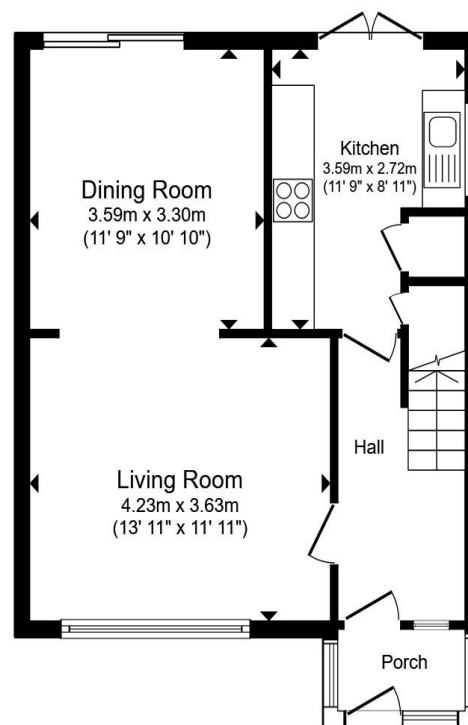 Kitchen
3.59m x 2.72m
(11' 9" x 8' 11")
Dining Room
3.59m x 3.30m
(11' 9" x 10' 10")
Hall
Living Room
4.23m x 3.63m
(13' 11" x 11' 11")
Porch